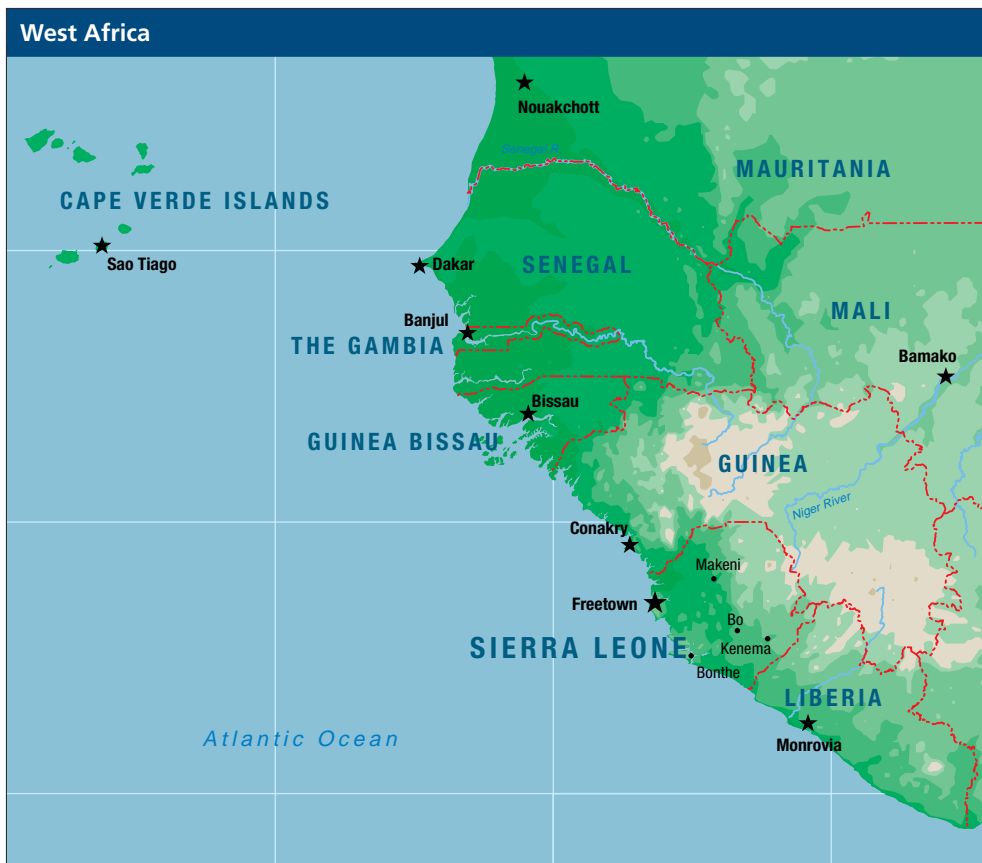 West Africa
Nouakchott
Senegal R.
MAURITANIA
CAPE VERDE ISLANDS
Sao Tiago
Dakar
SENEGAL
MALI
Banjul
THE GAMBIA
Bamako
Bissau
GUINEA BISSAU
GUINEA
Niger River
Conakry
Makeni
Freetown
Bo
SIERRA LEONE
Kenema
Bonthe
LIBERIA
Atlantic Ocean
Monrovia